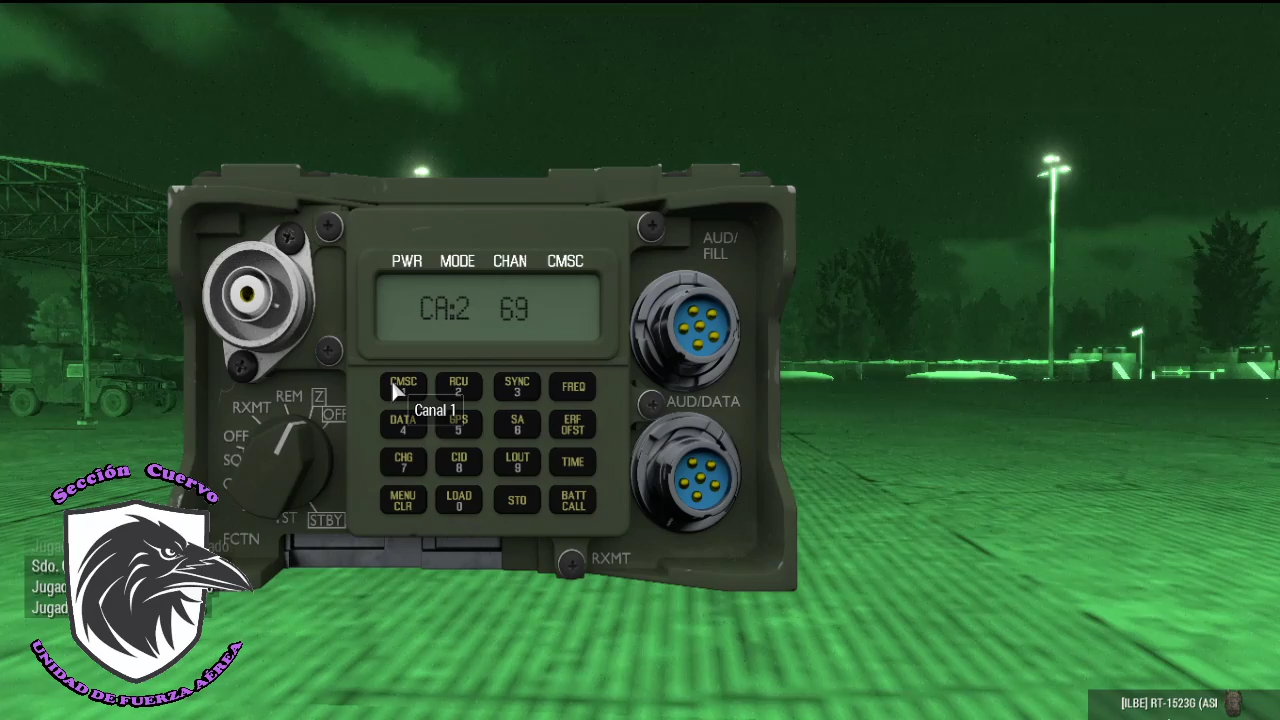 AUD/
FILL
PWR MODE CHAN CMSC
CA:2 69
CMSC
RCU
2
SYNC
3
FREQ
Canal 1
DATA
4
GPS
5
SA
6
ERF
OFST
CHG
7
CID
8
LOUT
9
TIME
MENU
CLR
LOAD
0
STO
BATT
CALL
REM
Z
RXMT
OFF
OFF
SQ
STBY
FCTN
AUD/DATA
RXMT
Sección Cuervo
UNIDAD DE FUERZA AÉREA
Sdo.
[ILBE] RT-1523G (ASI